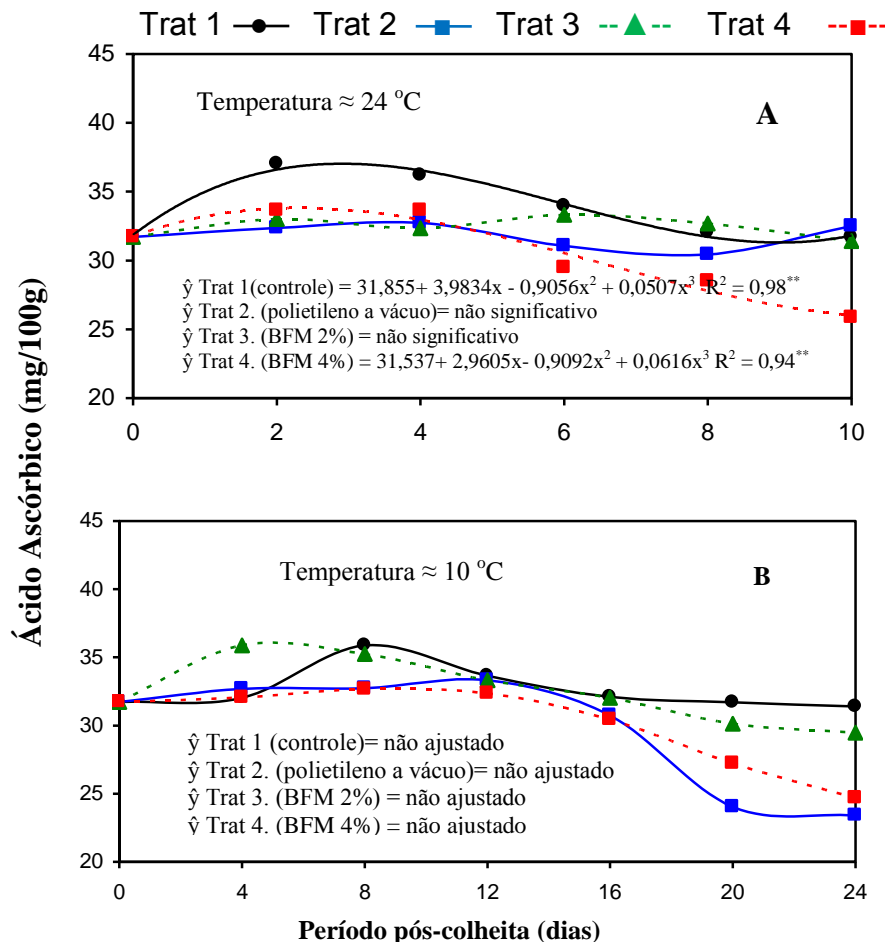 Trat 1 Trat 2 Trat 3 Trat 4
Ácido Ascórbico (mg/100g)
45
40
35
30
25
20
Temperatura ≈ 24 °C
A
ŷ Trat 1(controle) = 31,855+ 3,9834x - 0,9056x² + 0,0507x³ R² = 0,98**
ŷ Trat 2. (polietileno a vácuo)= não significativo
ŷ Trat 3. (BFM 2%) = não significativo
ŷ Trat 4. (BFM 4%) = 31,537+ 2,9605x- 0,9092x² + 0,0616x³ R² = 0,94**
0 2 4 6 8 10
45
40
35
30
25
20
Temperatura ≈ 10 °C
B
ŷ Trat 1 (controle)= não ajustado
ŷ Trat 2. (polietileno a vácuo)= não ajustado
ŷ Trat 3. (BFM 2%) = não ajustado
ŷ Trat 4. (BFM 4%) = não ajustado
0 4 8 12 16 20 24
Período pós-colheita (dias)